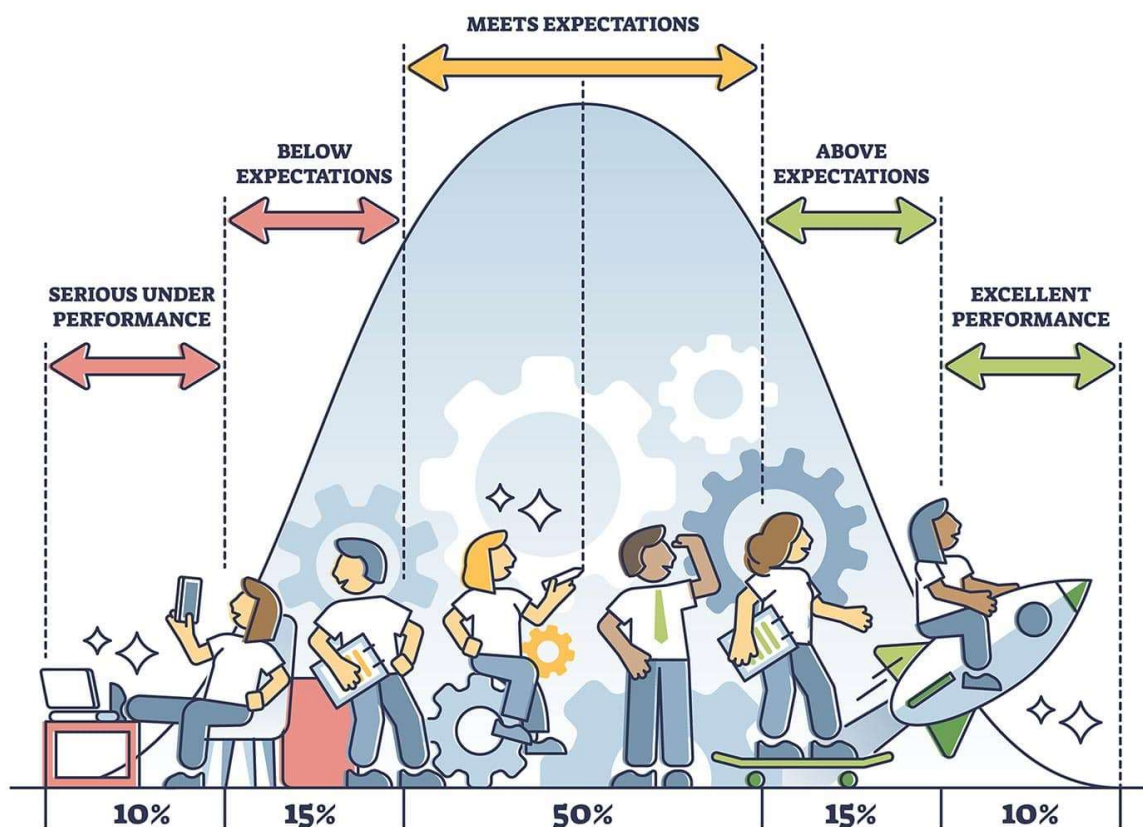 MEETS EXPECTATIONS
BELOW
EXPECTATIONS
ABOVE
EXPECTATIONS
SERIOUS UNDER
PERFORMANCE
EXCELLENT
PERFORMANCE
10% 15% 50% 15% 10%